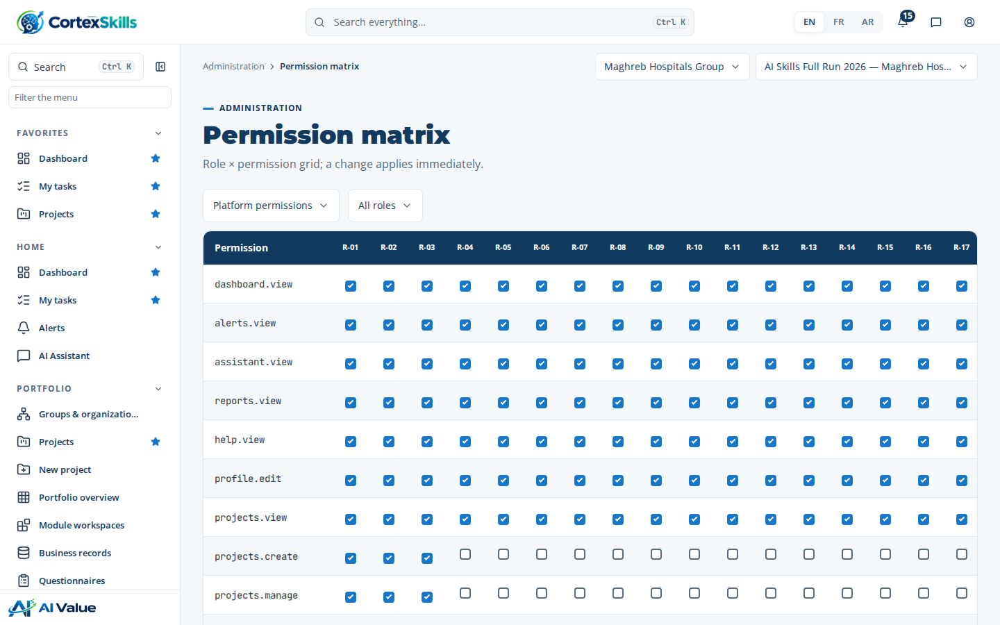 CortexSkills
Search everything...
Ctrl K
EN
FR
AR
15
Search
Ctrl K
Filter the menu
FAVORITES
Dashboard
My tasks
Projects
HOME
Dashboard
My tasks
Alerts
AI Assistant
PORTFOLIO
Groups & organizatio...
Projects
New project
Portfolio overview
Module workspaces
Business records
Questionnaires
AI Value
Administration > Permission matrix
Maghreb Hospitals Group
AI Skills Full Run 2026 — Maghreb Hos...
ADMINISTRATION
Permission matrix
Role × permission grid; a change applies immediately.
Platform permissions
All roles
Permission R-01 R-02 R-03 R-04 R-05 R-06 R-07 R-08 R-09 R-10 R-11 R-12 R-13 R-14 R-15 R-16 R-17
dashboard.view
alerts.view
assistant.view
reports.view
help.view
profile.edit
projects.view
projects.create
projects.manage